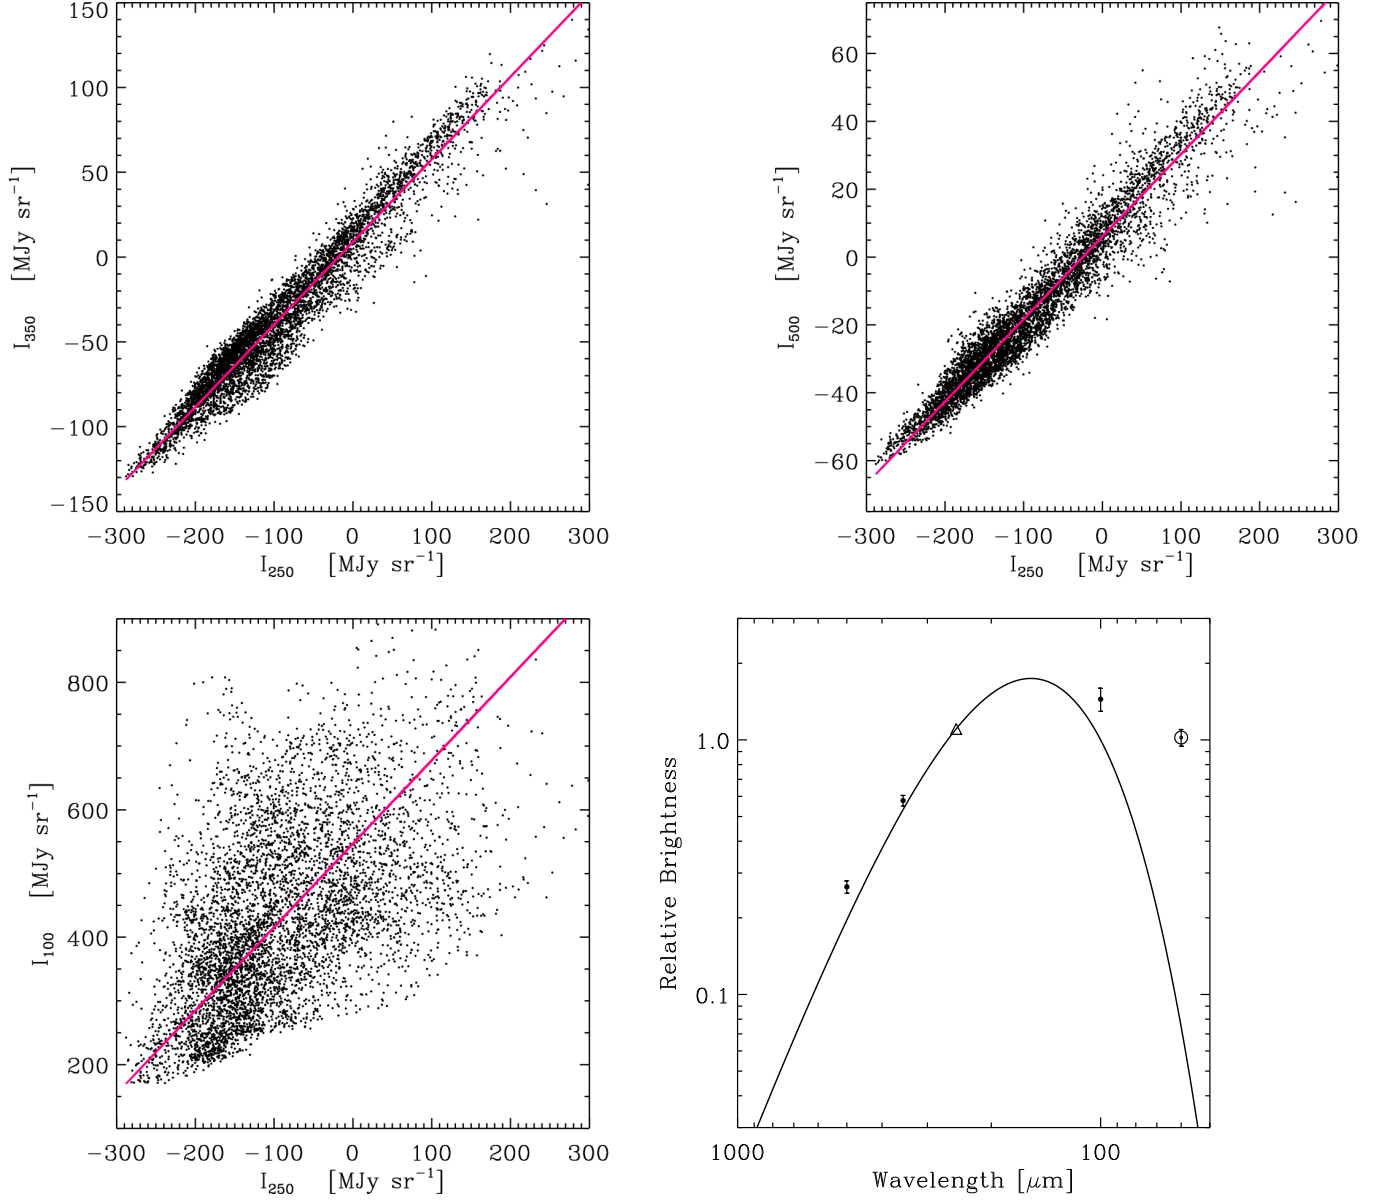 150
100
50
0
−50
−100
−150
I350 [MJy sr−1]
−300 −200 −100 0 100 200 300
I250 [MJy sr−1]
60
40
20
0
−20
−40
−60
I500 [MJy sr−1]
−300 −200 −100 0 100 200 300
I250 [MJy sr−1]
800
600
400
200
I100 [MJy sr−1]
−300 −200 −100 0 100 200 300
I250 [MJy sr−1]
1.0
0.1
Relative Brightness
1000 100
Wavelength [μm]